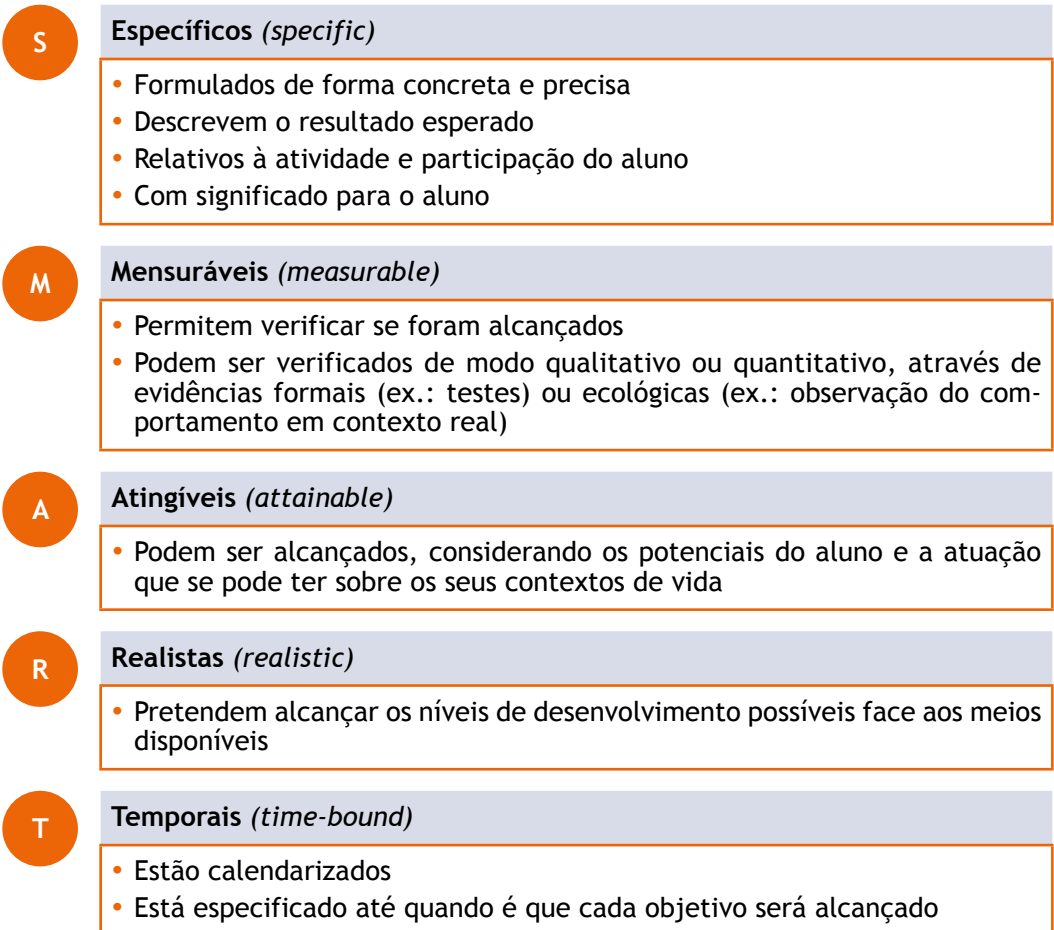 S
Específicos (specific)
• Formulados de forma concreta e precisa
• Descrevem o resultado esperado
• Relativos à atividade e participação do aluno
• Com significado para o aluno
M
Mensuráveis (measurable)
• Permitem verificar se foram alcançados
• Podem ser verificados de modo qualitativo ou quantitativo, através de
evidências formais (ex.: testes) ou ecológicas (ex.: observação do com-
portamento em contexto real)
A
Atingíveis (attainable)
• Podem ser alcançados, considerando os potenciais do aluno e a atuação
que se pode ter sobre os seus contextos de vida
R
Realistas (realistic)
• Pretendem alcançar os níveis de desenvolvimento possíveis face aos meios
disponíveis
T
Temporais (time-bound)
• Estão calendarizados
• Está especificado até quando é que cada objetivo será alcançado